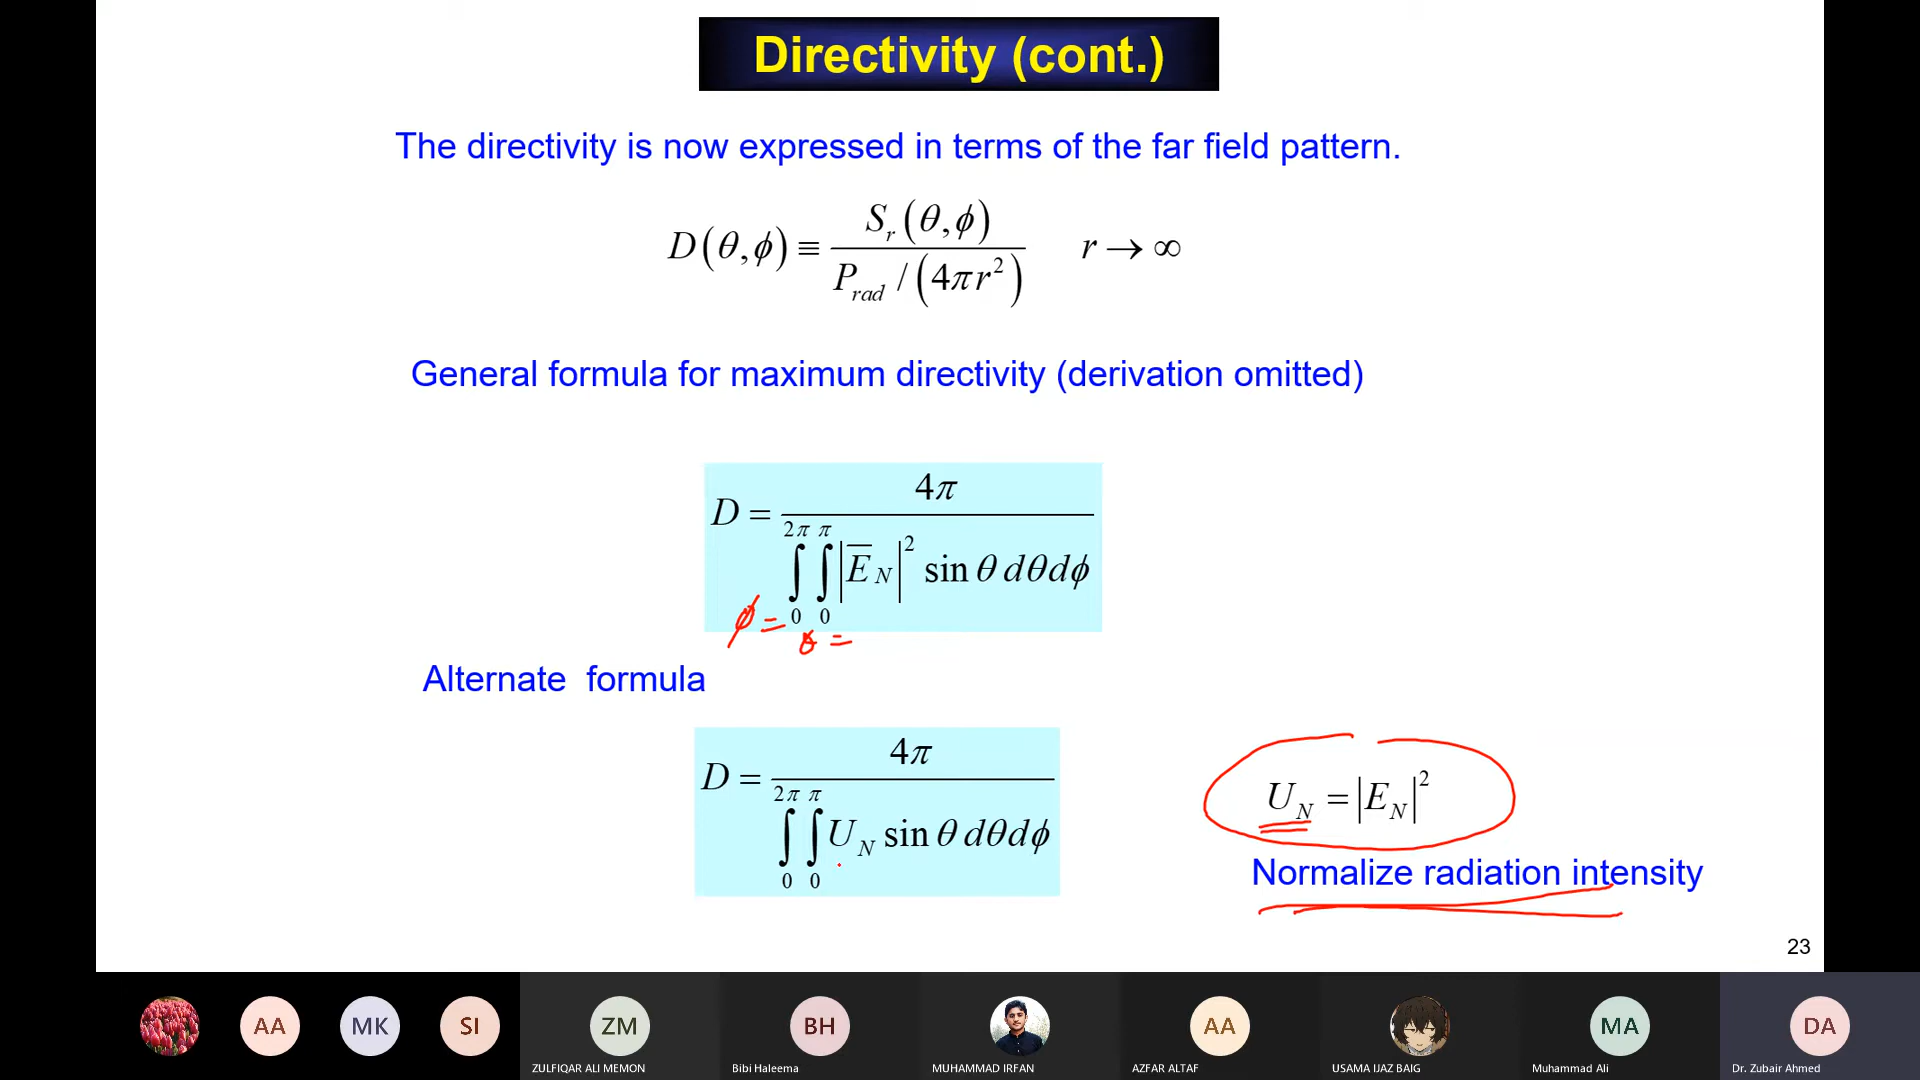 Directivity (cont.)
The directivity is now expressed in terms of the far field pattern.
D(θ,ϕ) ≡ S_r(θ,ϕ) / (P_rad / (4πr²))    r → ∞
General formula for maximum directivity (derivation omitted)
D = 4π / ∫₀^{2π} ∫₀^{π} |E̅_N|² sin θ dθdϕ
ϕ =
θ =
Alternate formula
D = 4π / ∫₀^{2π} ∫₀^{π} U_N sin θ dθdϕ
U_N = |E_N|²
Normalize radiation intensity
23
AA MK SI ZM BH AA MA DA
ZULFIQAR ALI MEMON Bibi Haleema MUHAMMAD IRFAN AZFAR ALTAF USAMA IJAZ BAIG Muhammad Ali Dr. Zubair Ahmed